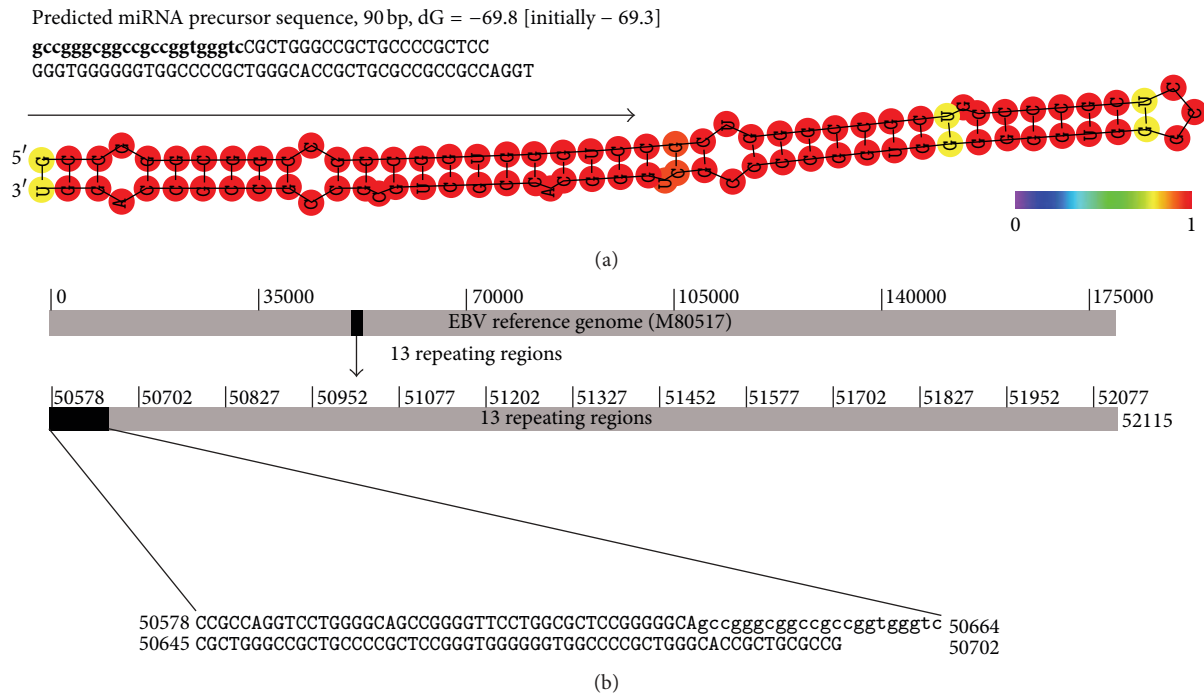 Predicted miRNA precursor sequence, 90 bp, dG = −69.8 [initially − 69.3]
gccgggcggccgccggtgggtcCGCTGGGCCGCTGCCCCGCTCC
GGGTGGGGGGTGGCCCCGCTGGGCACCGCTGCGCCGCCGCCAGGT
5′
3′
0 1
(a)
0 35000 70000 105000 140000 175000
EBV reference genome (M80517)
13 repeating regions
50578 50702 50827 50952 51077 51202 51327 51452 51577 51702 51827 51952 52077
13 repeating regions 52115
50578 CCGCCAGGTCCTGGGGCAGCCGGGGTTCCTGGCGCTCCGGGGGCAgccgggcggccgccggtgggtc 50664
50645 CGCTGGGCCGCTGCCCCGCTCCGGGTGGGGGGTGGCCCCGCTGGGCACCGCTGCGCCG 50702
(b)